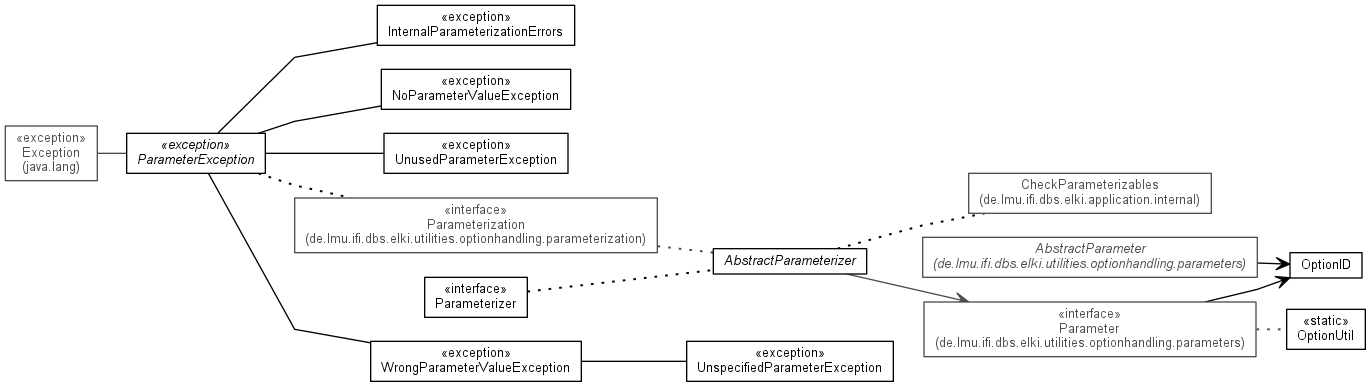 «exception»
InternalParameterizationErrors
«exception»
NoParameterValueException
«exception»
Exception
(java.lang)
«exception»
ParameterException
«exception»
UnusedParameterException
«interface»
Parameterization
(de.lmu.ifi.dbs.elki.utilities.optionhandling.parameterization)
CheckParameterizables
(de.lmu.ifi.dbs.elki.application.internal)
AbstractParameterizer
AbstractParameter
(de.lmu.ifi.dbs.elki.utilities.optionhandling.parameters)
OptionID
«interface»
Parameterizer
«interface»
Parameter
(de.lmu.ifi.dbs.elki.utilities.optionhandling.parameters)
«static»
OptionUtil
«exception»
WrongParameterValueException
«exception»
UnspecifiedParameterException